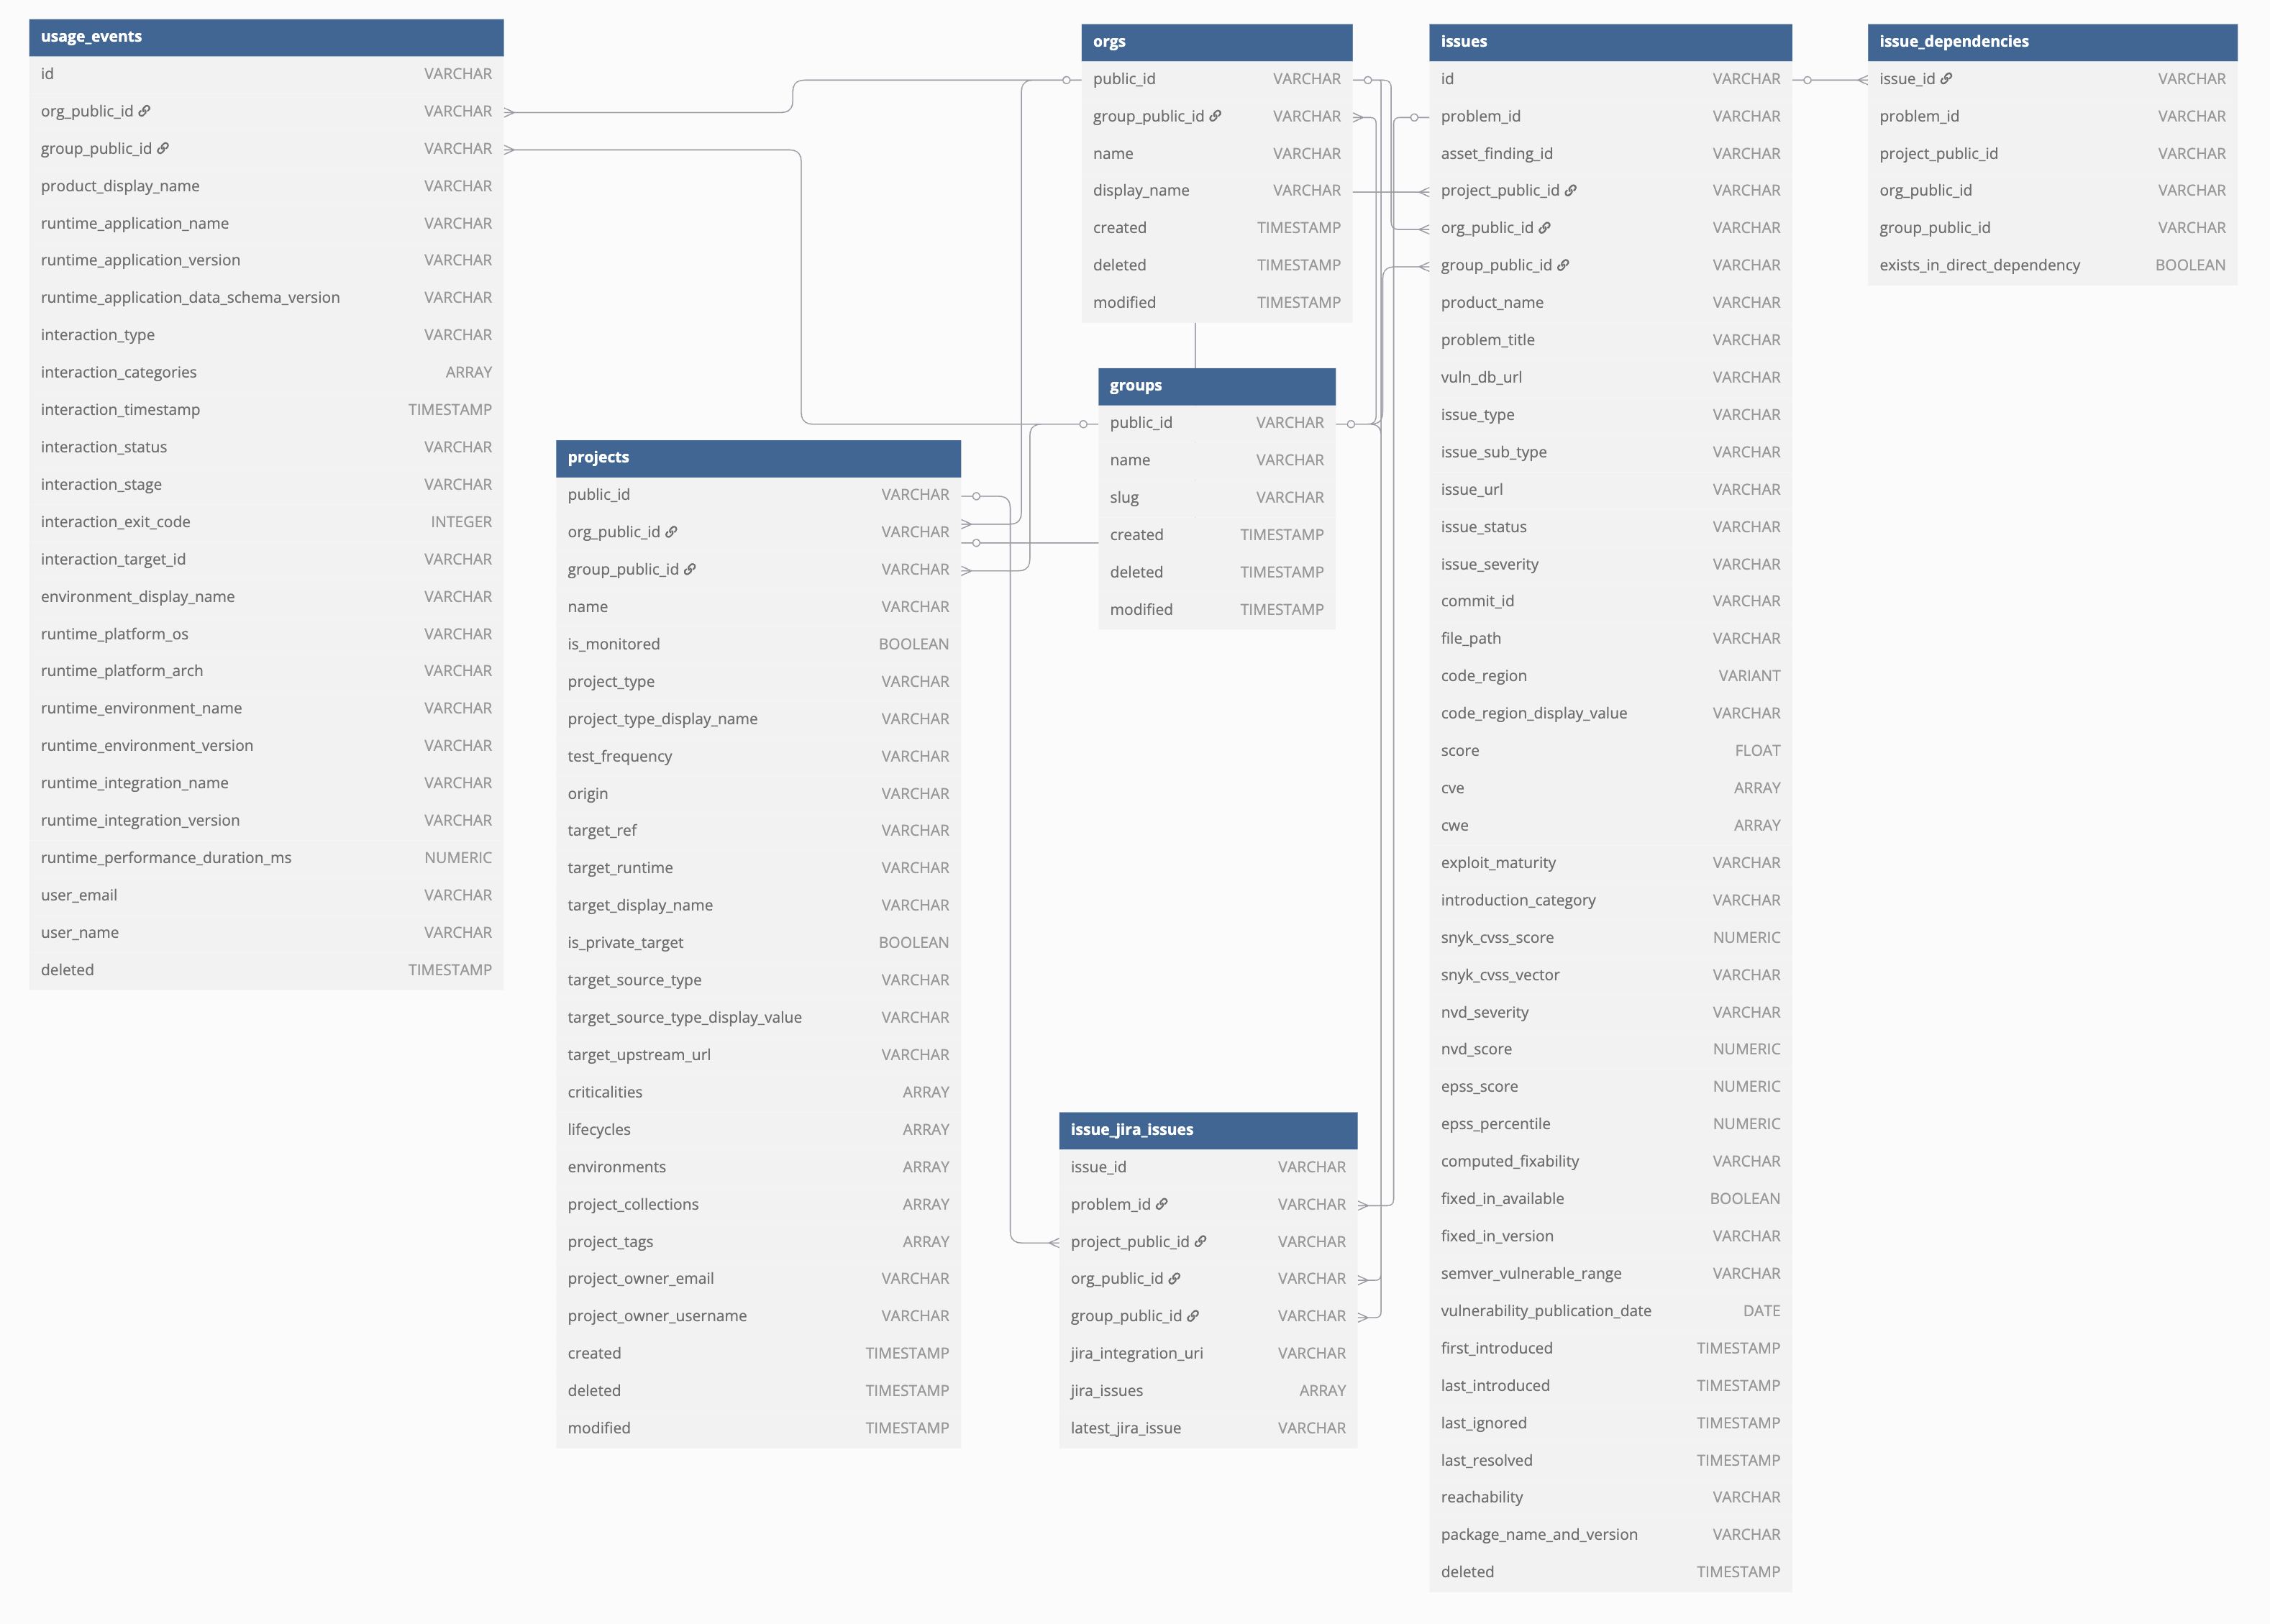 usage_events
id VARCHAR
org_public_id VARCHAR
group_public_id VARCHAR
product_display_name VARCHAR
runtime_application_name VARCHAR
runtime_application_version VARCHAR
runtime_application_data_schema_version VARCHAR
interaction_type VARCHAR
interaction_categories ARRAY
interaction_timestamp TIMESTAMP
interaction_status VARCHAR
interaction_stage VARCHAR
interaction_exit_code INTEGER
interaction_target_id VARCHAR
environment_display_name VARCHAR
runtime_platform_os VARCHAR
runtime_platform_arch VARCHAR
runtime_environment_name VARCHAR
runtime_environment_version VARCHAR
runtime_integration_name VARCHAR
runtime_integration_version VARCHAR
runtime_performance_duration_ms NUMERIC
user_email VARCHAR
user_name VARCHAR
deleted TIMESTAMP
projects
public_id VARCHAR
org_public_id VARCHAR
group_public_id VARCHAR
name VARCHAR
is_monitored BOOLEAN
project_type VARCHAR
project_type_display_name VARCHAR
test_frequency VARCHAR
origin VARCHAR
target_ref VARCHAR
target_runtime VARCHAR
target_display_name VARCHAR
is_private_target BOOLEAN
target_source_type VARCHAR
target_source_type_display_value VARCHAR
target_upstream_url VARCHAR
criticalities ARRAY
lifecycles ARRAY
environments ARRAY
project_collections ARRAY
project_tags ARRAY
project_owner_email VARCHAR
project_owner_username VARCHAR
created TIMESTAMP
deleted TIMESTAMP
modified TIMESTAMP
orgs
public_id VARCHAR
group_public_id VARCHAR
name VARCHAR
display_name VARCHAR
created TIMESTAMP
deleted TIMESTAMP
modified TIMESTAMP
groups
public_id VARCHAR
name VARCHAR
slug VARCHAR
created TIMESTAMP
deleted TIMESTAMP
modified TIMESTAMP
issue_jira_issues
issue_id VARCHAR
problem_id VARCHAR
project_public_id VARCHAR
org_public_id VARCHAR
group_public_id VARCHAR
jira_integration_uri VARCHAR
jira_issues ARRAY
latest_jira_issue VARCHAR
issues
id VARCHAR
problem_id VARCHAR
asset_finding_id VARCHAR
project_public_id VARCHAR
org_public_id VARCHAR
group_public_id VARCHAR
product_name VARCHAR
problem_title VARCHAR
vuln_db_url VARCHAR
issue_type VARCHAR
issue_sub_type VARCHAR
issue_url VARCHAR
issue_status VARCHAR
issue_severity VARCHAR
commit_id VARCHAR
file_path VARCHAR
code_region VARIANT
code_region_display_value VARCHAR
score FLOAT
cve ARRAY
cwe ARRAY
exploit_maturity VARCHAR
introduction_category VARCHAR
snyk_cvss_score NUMERIC
snyk_cvss_vector VARCHAR
nvd_severity VARCHAR
nvd_score NUMERIC
epss_score NUMERIC
epss_percentile NUMERIC
computed_fixability VARCHAR
fixed_in_available BOOLEAN
fixed_in_version VARCHAR
semver_vulnerable_range VARCHAR
vulnerability_publication_date DATE
first_introduced TIMESTAMP
last_introduced TIMESTAMP
last_ignored TIMESTAMP
last_resolved TIMESTAMP
reachability VARCHAR
package_name_and_version VARCHAR
deleted TIMESTAMP
issue_dependencies
issue_id VARCHAR
problem_id VARCHAR
project_public_id VARCHAR
org_public_id VARCHAR
group_public_id VARCHAR
exists_in_direct_dependency BOOLEAN